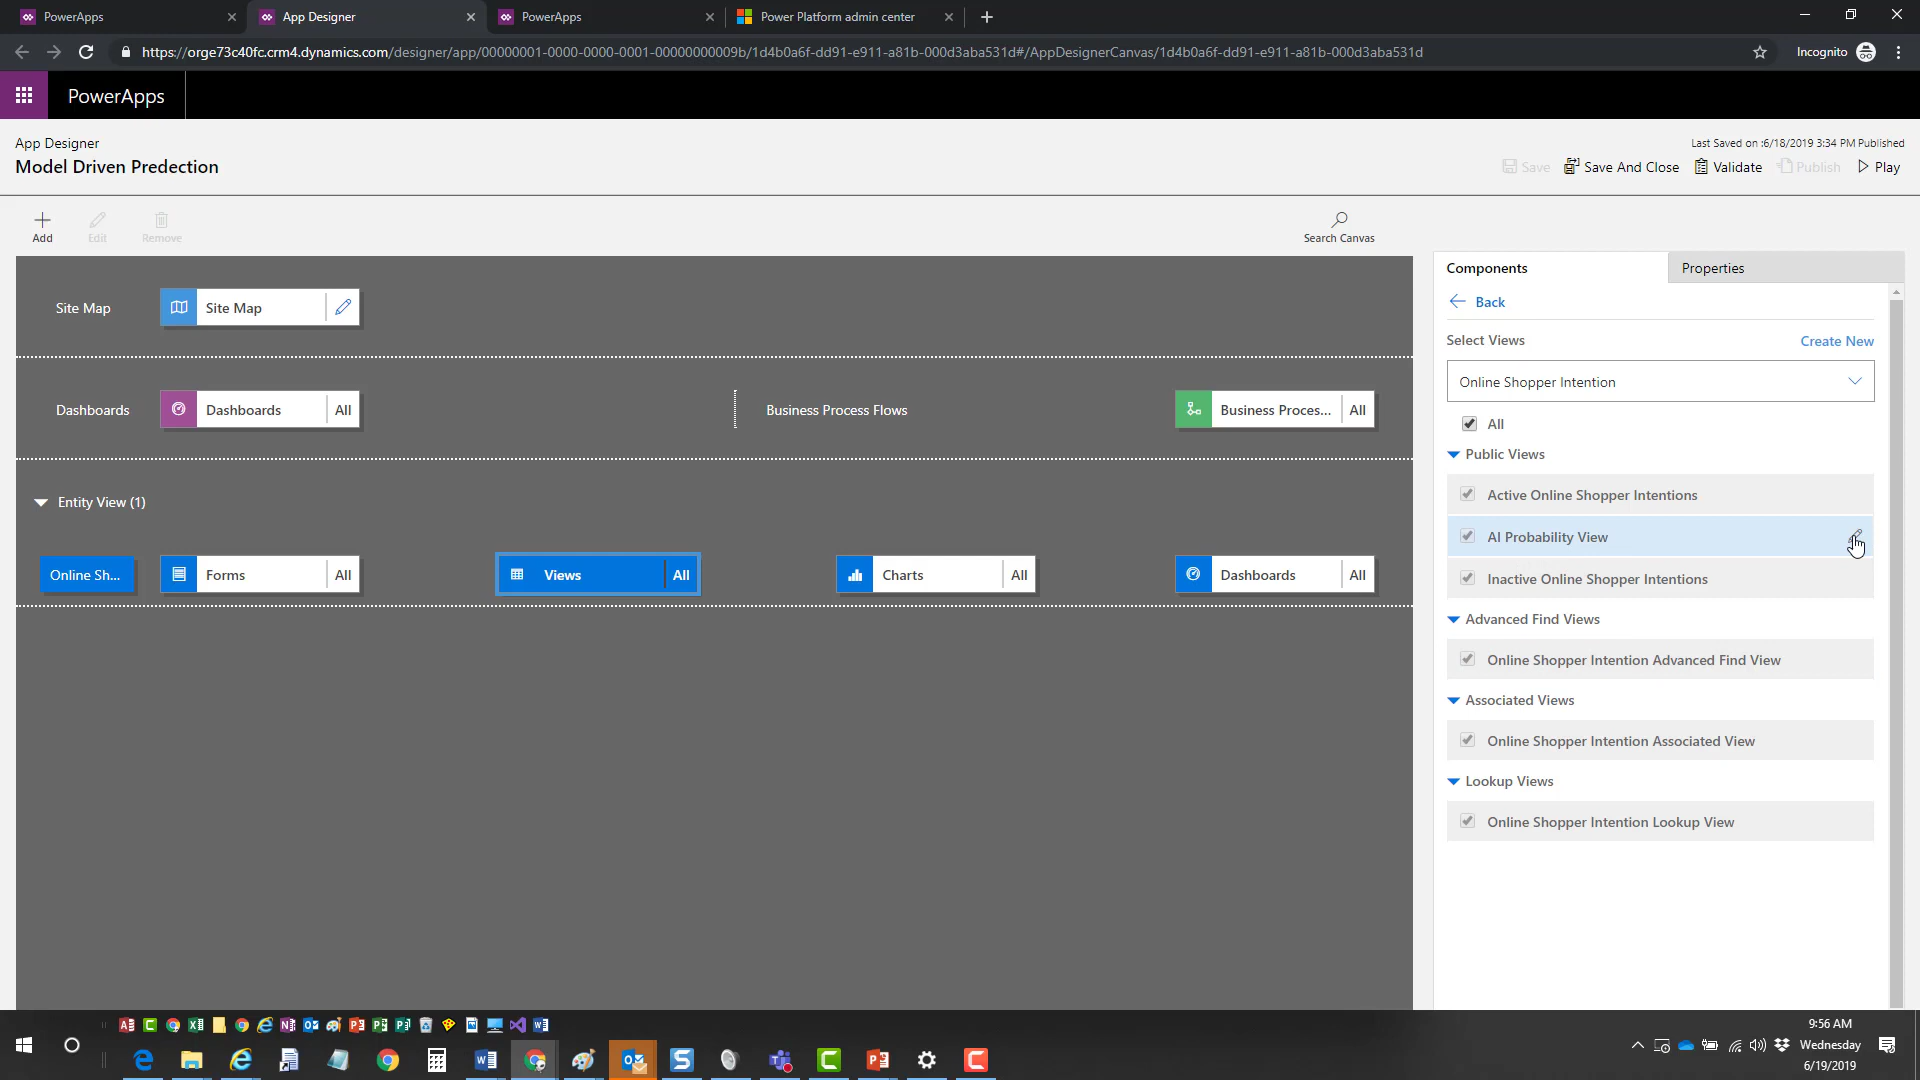 PowerApps
App Designer
PowerApps
Power Platform admin center
https://orge73c40fc.crm4.dynamics.com/designer/app/00000001-0000-0000-0001-00000000009b/1d4b0a6f-dd91-e911-a81b-000d3aba531d#/AppDesignerCanvas/1d4b0a6f-dd91-e911-a81b-000d3aba531d
Incognito
PowerApps
App Designer
Model Driven Predection
Last Saved on :6/18/2019 3:34 PM Published
Save
Save And Close
Validate
Publish
Play
Add
Edit
Remove
Search Canvas
Site Map
Site Map
Dashboards
Dashboards
All
Business Process Flows
Business Proces...
All
Entity View (1)
Online Sh...
Forms
All
Views
All
Charts
All
Dashboards
All
Components
Properties
Back
Select Views
Create New
Online Shopper Intention
All
Public Views
Active Online Shopper Intentions
AI Probability View
Inactive Online Shopper Intentions
Advanced Find Views
Online Shopper Intention Advanced Find View
Associated Views
Online Shopper Intention Associated View
Lookup Views
Online Shopper Intention Lookup View
9:56 AM
Wednesday
6/19/2019